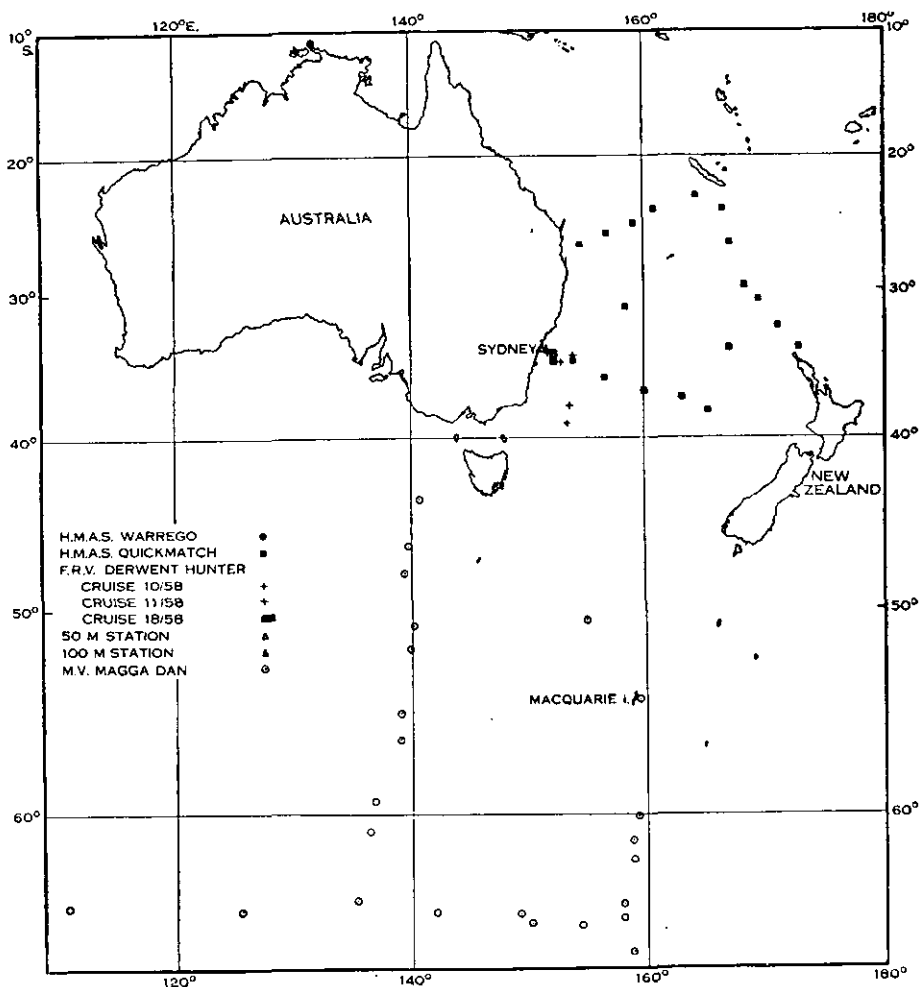 120°E. 140° 160° 180°
10° 10°
S.
20° 20°
AUSTRALIA
30° 30°
SYDNEY
40° 40°
NEW
ZEALAND
H.M.A.S. WARREGO
H.M.A.S. QUICKMATCH
F.R.V. DERWENT HUNTER
CRUISE 10/58
CRUISE 11/58
CRUISE 18/58
50 M STATION
100 M STATION
M.V. MAGGA DAN
50° 50°
MACQUARIE I.
60° 60°
120° 140° 160° 180°